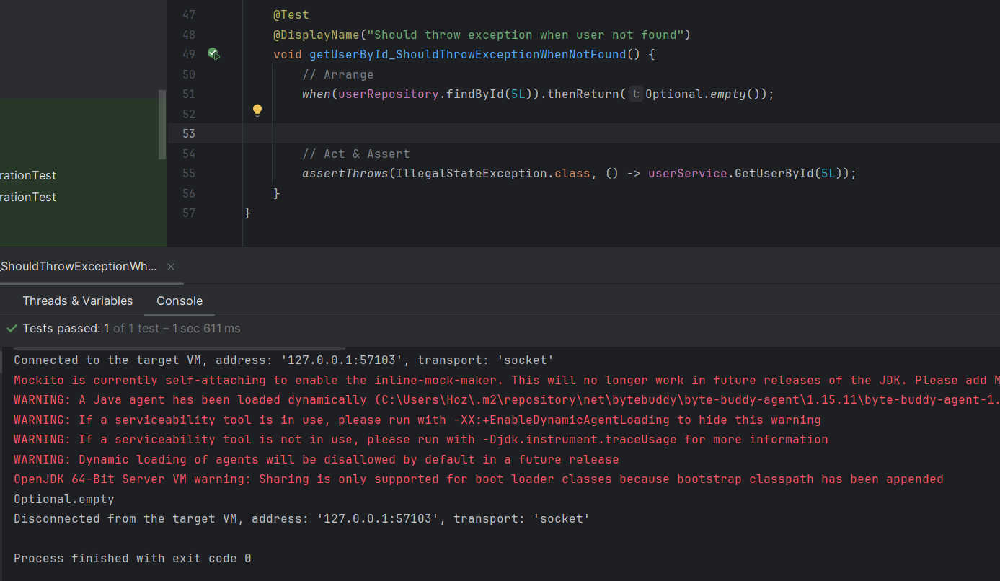 47 @Test
48 @DisplayName("Should throw exception when user not found")
49 void getUserById_ShouldThrowExceptionWhenNotFound() {
50 // Arrange
51 when(userRepository.findById(5L)).thenReturn( t: Optional.empty());
52
53
54 // Act & Assert
55 assertThrows(IllegalStateException.class, () -> userService.GetUserById(5L));
56 }
57 }
rationTest
rationTest
_ShouldThrowExceptionWh... ×
Threads & Variables Console
Tests passed: 1 of 1 test – 1 sec 611 ms
Connected to the target VM, address: '127.0.0.1:57103', transport: 'socket'
Mockito is currently self-attaching to enable the inline-mock-maker. This will no longer work in future releases of the JDK. Please add M
WARNING: A Java agent has been loaded dynamically (C:\Users\Hoz\.m2\repository\net\bytebuddy\byte-buddy-agent\1.15.11\byte-buddy-agent-1.
WARNING: If a serviceability tool is in use, please run with -XX:+EnableDynamicAgentLoading to hide this warning
WARNING: If a serviceability tool is not in use, please run with -Djdk.instrument.traceUsage for more information
WARNING: Dynamic loading of agents will be disallowed by default in a future release
OpenJDK 64-Bit Server VM warning: Sharing is only supported for boot loader classes because bootstrap classpath has been appended
Optional.empty
Disconnected from the target VM, address: '127.0.0.1:57103', transport: 'socket'
Process finished with exit code 0